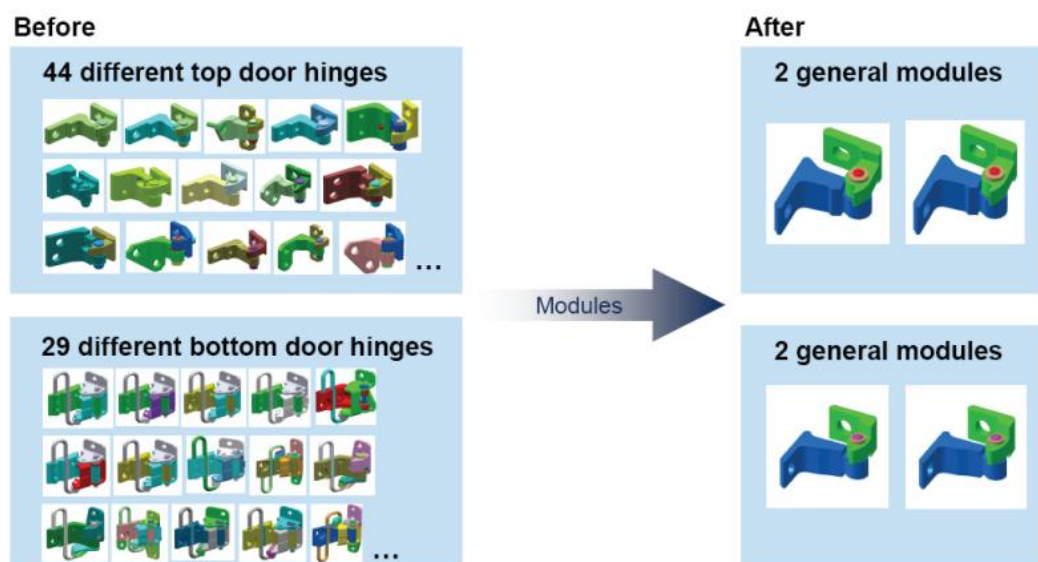 Before
44 different top door hinges
...
29 different bottom door hinges
...
Modules
After
2 general modules
2 general modules